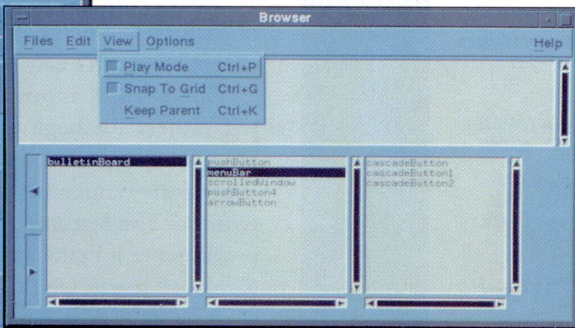 Browser
Files Edit View Options Help
Play Mode Ctrl+P
Snap To Grid Ctrl+G
Keep Parent Ctrl+K
bulletinBoard
pushButton
menuBar
scrolledWindow
pushButton4
arrowButton
cascadeButton
cascadeButton1
cascadeButton2